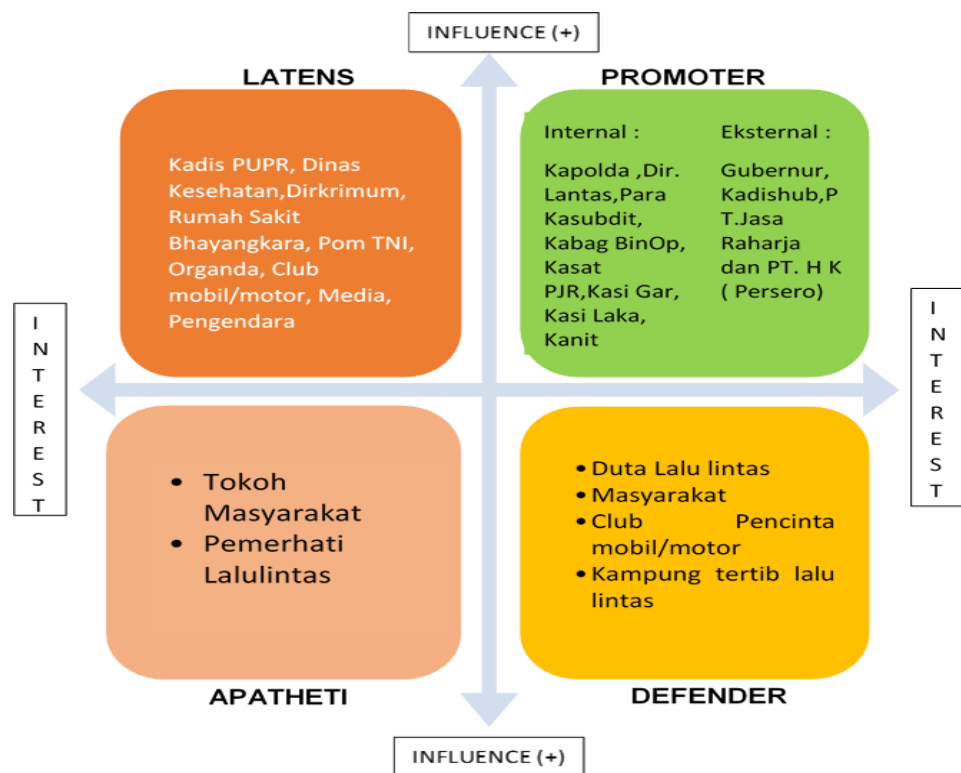 INFLUENCE (+)
LATENS
PROMOTER
Kadis PUPR, Dinas
Kesehatan,Dirkrimum,
Rumah Sakit
Bhayangkara, Pom TNI,
Organda, Club
mobil/motor, Media,
Pengendara
Internal :
Kapolda ,Dir.
Lantas,Para
Kasubdit,
Kabag BinOp,
Kasat
PJR,Kasi Gar,
Kasi Laka,
Kanit
Eksternal :
Gubernur,
Kadishub,P
T.Jasa
Raharja
dan PT. H K
( Persero)
I
N
T
E
R
E
S
T
I
N
T
E
R
E
S
T
• Tokoh
Masyarakat
• Pemerhati
Lalulintas
• Duta Lalu lintas
• Masyarakat
• Club Pencinta
mobil/motor
• Kampung tertib lalu
lintas
APATHETI
DEFENDER
INFLUENCE (+)